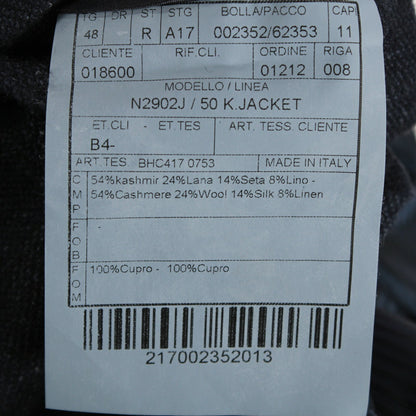 TG DR ST STG BOLLA/PACCO CAP
48 R A17 002352/62353 11
CLIENTE RIF.CLI. ORDINE RIGA
018600 01212 008
MODELLO / LINEA
N2902J / 50 K.JACKET
ET.CLI - ET.TES ART. TESS. CLIENTE
B4-
ART.TES. BHC417 0753 MADE IN ITALY
CMP 54%kashmir 24%Lana 14%Seta 8%Lino -
54%Cashmere 24%Wool 14%Silk 8%Linen
FOB -
FOM 100%Cupro - 100%Cupro
217002352013